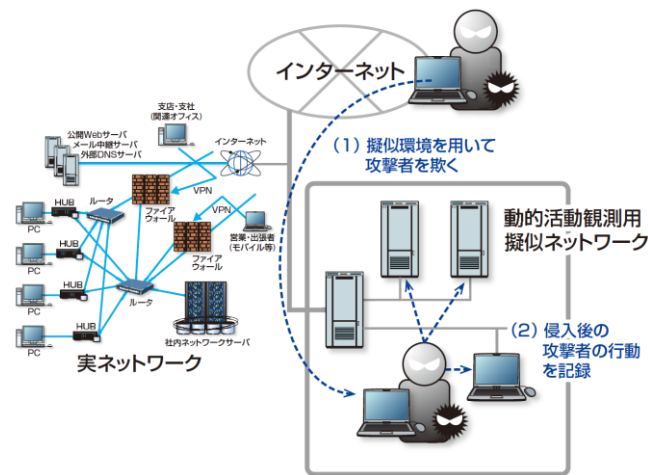 インターネット
支店・支社
(関連オフィス)
公開Webサーバ
メール中継サーバ
外部DNSサーバ
インターネット
(1) 擬似環境を用いて
攻撃者を欺く
HUB
ルータ
VPN
PC
ファイア
ウォール
VPN
動的活動観測用
擬似ネットワーク
HUB
PC
ファイア
ウォール
営業・出張者
(モバイル等)
HUB
PC
ルータ
HUB
PC
社内ネットワークサーバ
実ネットワーク
(2) 侵入後の
攻撃者の行動
を記録